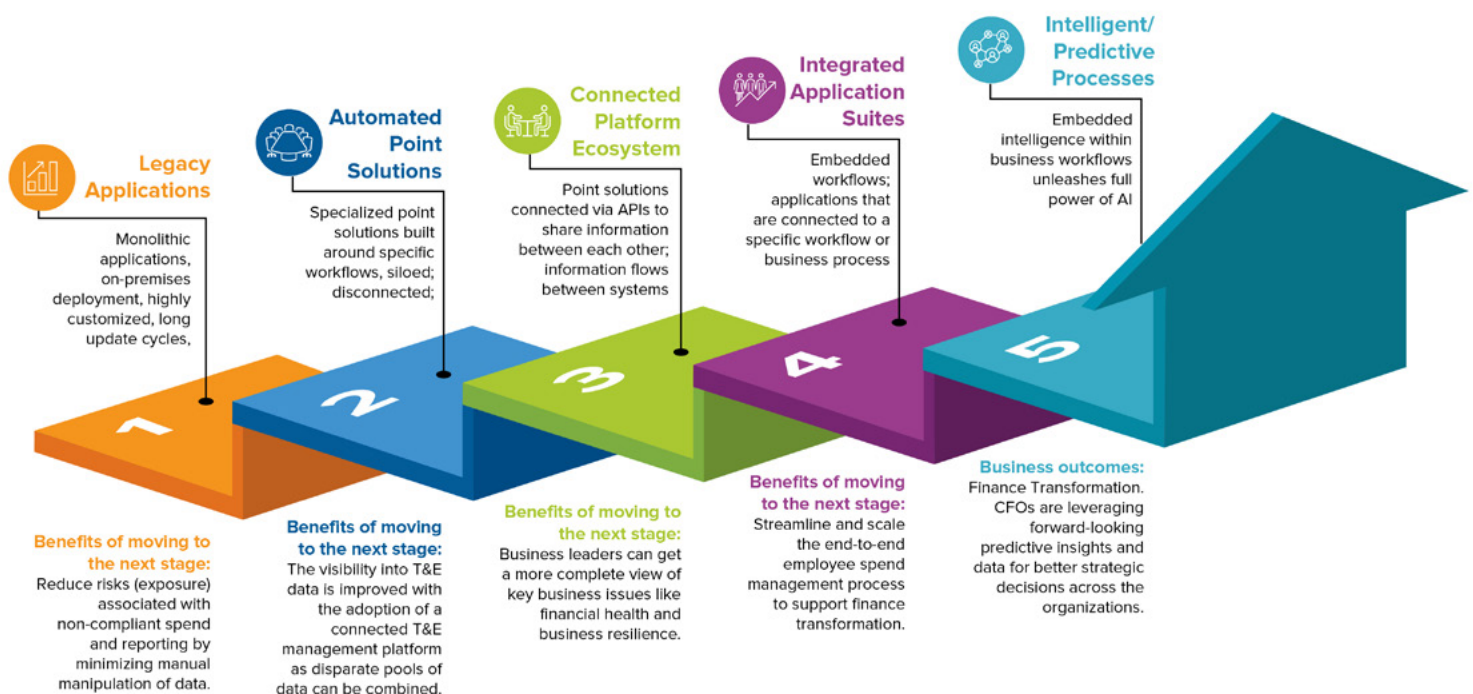 Legacy
Applications
Monolithic
applications,
on-premises
deployment, highly
customized, long
update cycles,
Automated
Point
Solutions
Specialized point
solutions built
around specific
workflows, siloed;
disconnected;
Connected
Platform
Ecosystem
Point solutions
connected via APIs to
share information
between each other;
information flows
between systems
Integrated
Application
Suites
Embedded
workflows;
applications that
are connected to a
specific workflow or
business process
Intelligent/
Predictive
Processes
Embedded
intelligence within
business workflows
unleashes full
power of AI
1
2
3
4
5
Benefits of moving to
the next stage:
Reduce risks (exposure)
associated with
non-compliant spend
and reporting by
minimizing manual
manipulation of data.
Benefits of moving
to the next stage:
The visibility into T&E
data is improved with
the adoption of a
connected T&E
management platform
as disparate pools of
data can be combined.
Benefits of moving to
the next stage:
Business leaders can get
a more complete view of
key business issues like
financial health and
business resilience.
Benefits of moving
to the next stage:
Streamline and scale
the end-to-end
employee spend
management process
to support finance
transformation.
Business outcomes:
Finance Transformation.
CFOs are leveraging
forward-looking
predictive insights and
data for better strategic
decisions across the
organizations.